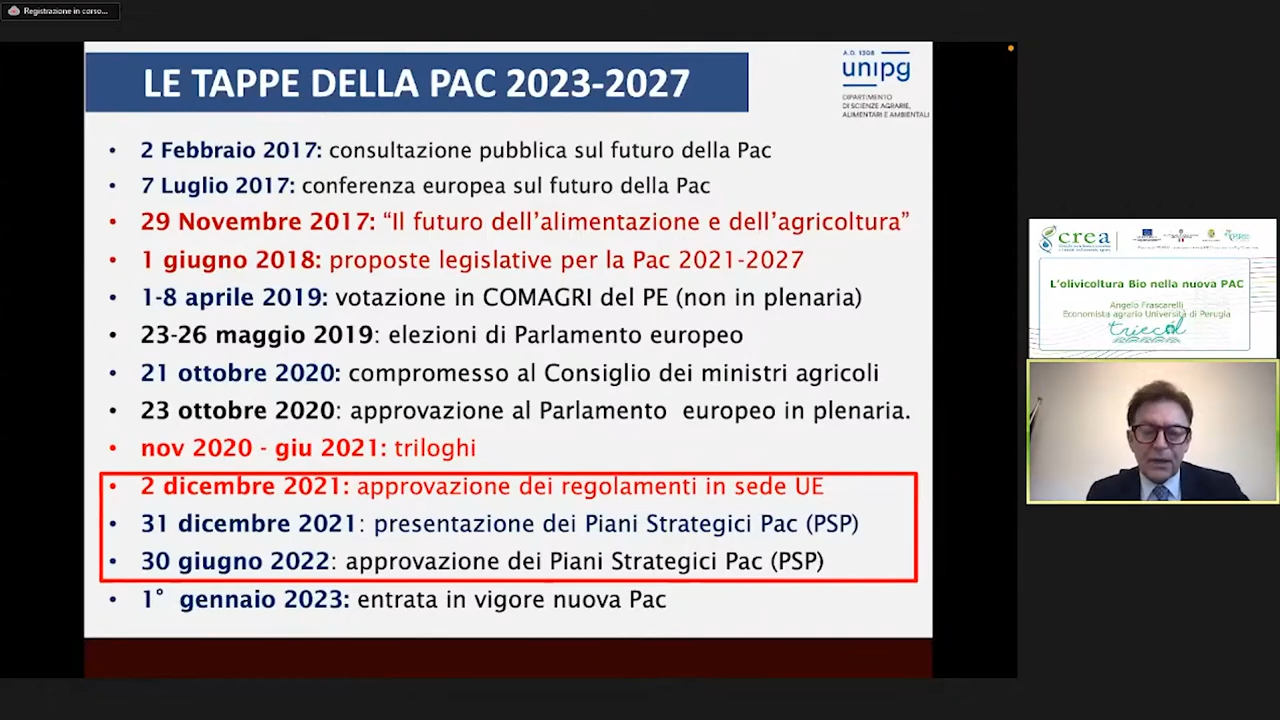 Registrazione in corso...
LE TAPPE DELLA PAC 2023-2027
A.D. 1308
unipg
DIPARTIMENTO
DI SCIENZE AGRARIE,
ALIMENTARI E AMBIENTALI
• 2 Febbraio 2017: consultazione pubblica sul futuro della Pac
• 7 Luglio 2017: conferenza europea sul futuro della Pac
• 29 Novembre 2017: “Il futuro dell’alimentazione e dell’agricoltura”
• 1 giugno 2018: proposte legislative per la Pac 2021-2027
• 1-8 aprile 2019: votazione in COMAGRI del PE (non in plenaria)
• 23-26 maggio 2019: elezioni di Parlamento europeo
• 21 ottobre 2020: compromesso al Consiglio dei ministri agricoli
• 23 ottobre 2020: approvazione al Parlamento europeo in plenaria.
• nov 2020 - giu 2021: triloghi
• 2 dicembre 2021: approvazione dei regolamenti in sede UE
• 31 dicembre 2021: presentazione dei Piani Strategici Pac (PSP)
• 30 giugno 2022: approvazione dei Piani Strategici Pac (PSP)
• 1° gennaio 2023: entrata in vigore nuova Pac
crea
L'olivicoltura Bio nella nuova PAC
Angelo Frascarelli
Economista agrario Università di Perugia
triecol